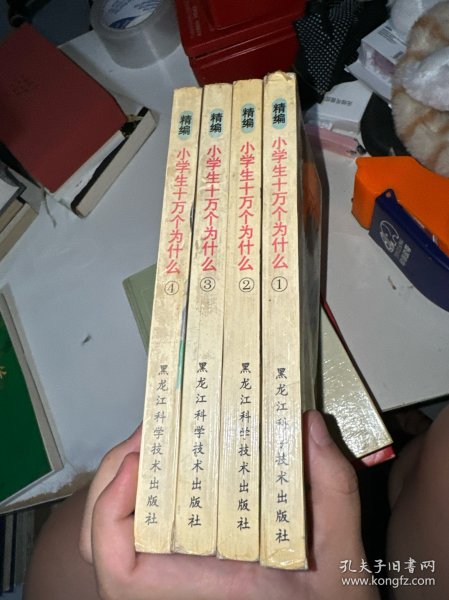 精编
小学生十万个为什么
④
黑龙江科学技术出版社
精编
小学生十万个为什么
③
黑龙江科学技术出版社
精编
小学生十万个为什么
②
黑龙江科学技术出版社
精编
小学生十万个为什么
①
黑龙江科学技术出版社
孔夫子旧书网
www.kongfz.com